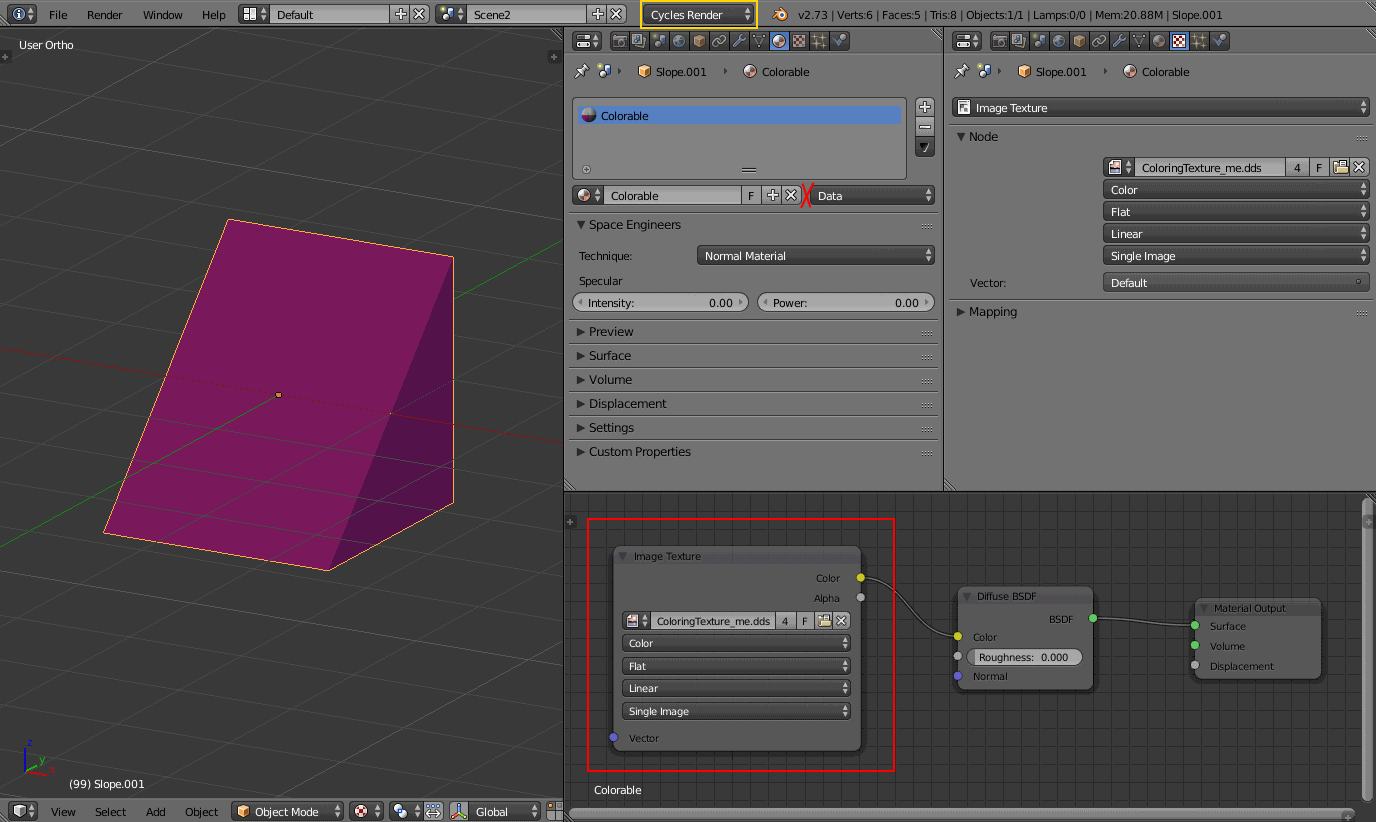 File Render Window Help Default Scene2 Cycles Render v2.73 | Verts:6 | Faces:5 | Tris:8 | Objects:1/1 | Lamps:0/0 | Mem:20.88M | Slope.001
User Ortho
Slope.001 Colorable
Colorable
Colorable F Data
Space Engineers
Technique: Normal Material
Specular
Intensity: 0.00 Power: 0.00
Preview
Surface
Volume
Displacement
Settings
Custom Properties
Slope.001 Colorable
Image Texture
Node
ColoringTexture_me.dds 4 F
Color
Flat
Linear
Single Image
Vector: Default
Mapping
Image Texture
Color
Alpha
ColoringTexture_me.dds 4 F
Color
Flat
Linear
Single Image
Vector
Diffuse BSDF
BSDF
Color
Roughness: 0.000
Normal
Material Output
Surface
Volume
Displacement
Colorable
z
y
x
(99) Slope.001
View Select Add Object Object Mode Global